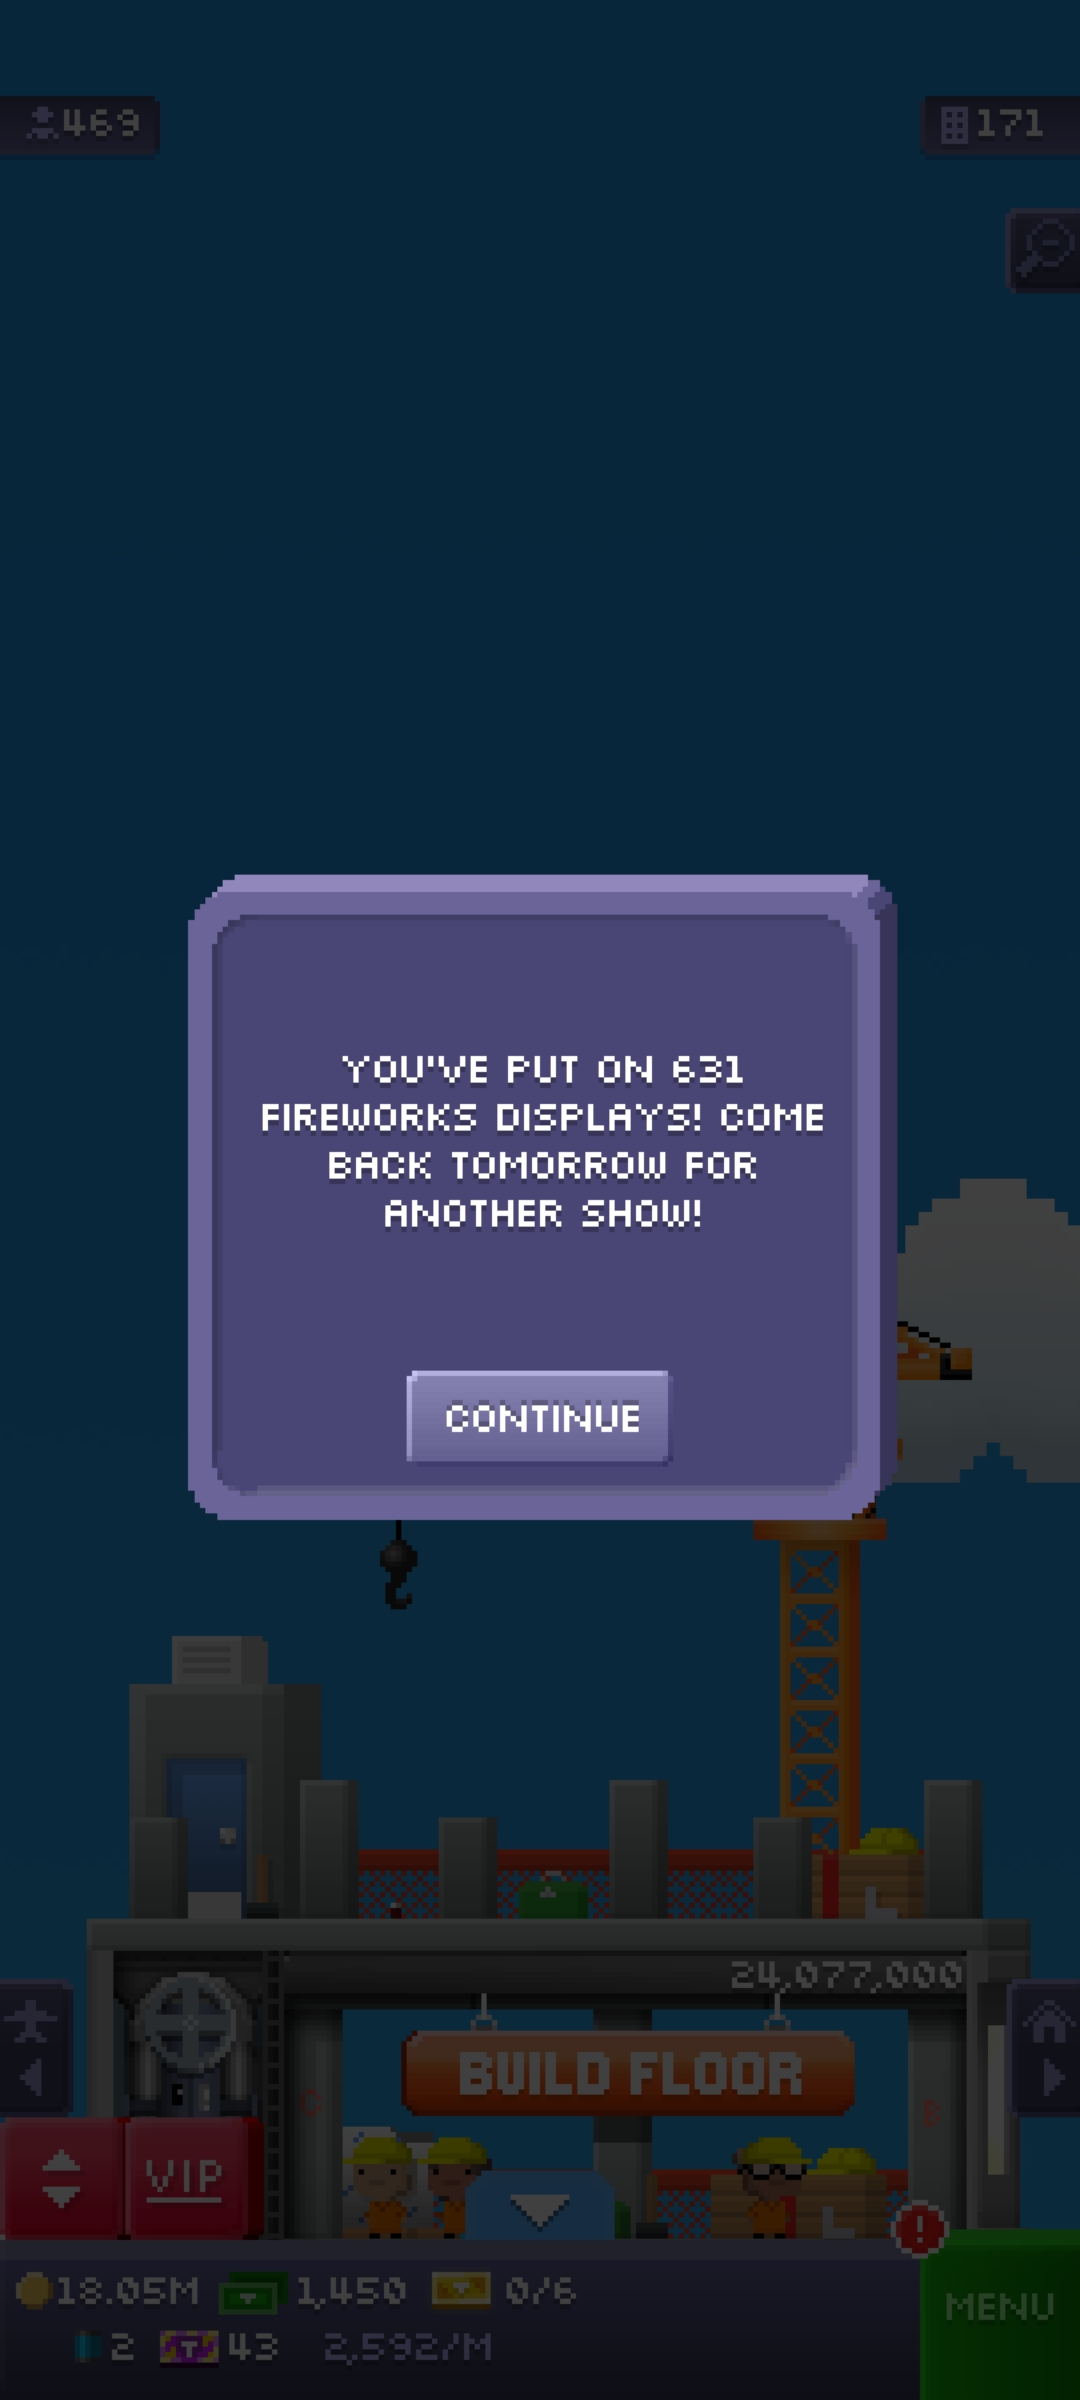 469
171
YOU'VE PUT ON 631
FIREWORKS DISPLAYS! COME
BACK TOMORROW FOR
ANOTHER SHOW!
CONTINUE
24,077,000
BUILD FLOOR
C
B
VIP
18.05M 1,450 0/6
MENU
2 T 43 2,592/M